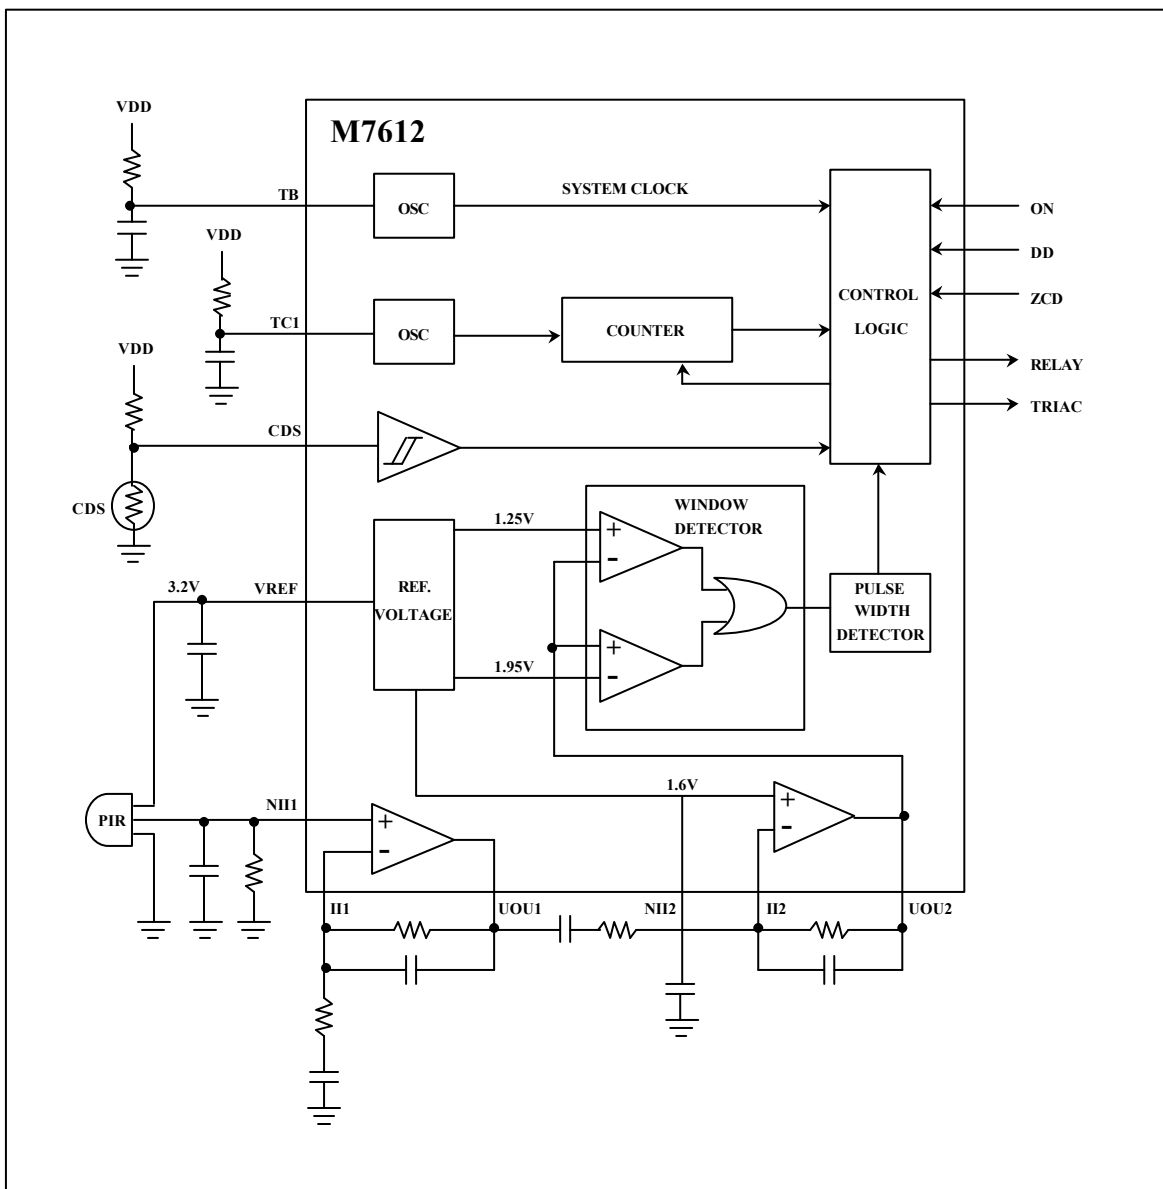 VDD
M7612
TB
OSC
SYSTEM CLOCK
ON
VDD
DD
CONTROL
LOGIC
ZCD
TC1
OSC
COUNTER
VDD
RELAY
TRIAC
CDS
CDS
WINDOW
DETECTOR
1.25V
+
-
3.2V
VREF
REF.
VOLTAGE
PULSE
WIDTH
DETECTOR
1.95V
+
-
1.6V
+
-
PIR
NII1
+
-
II1
UOU1
NII2
II2
UOU2